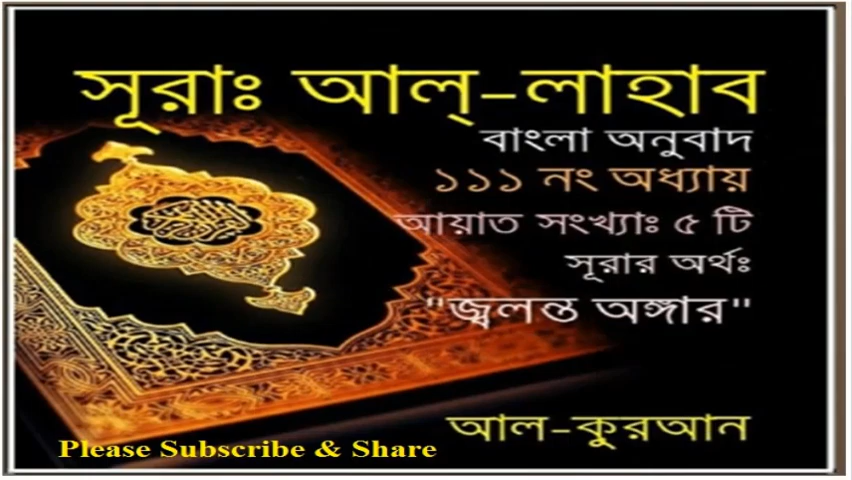 সূরাঃ আল্-লাহাব
বাংলা অনুবাদ
১১১ নং অধ্যায়
আয়াত সংখ্যাঃ ৫ টি
সূরার অর্থঃ
"জ্বলন্ত অঙ্গার"
আল-কুরআন
Please Subscribe & Share